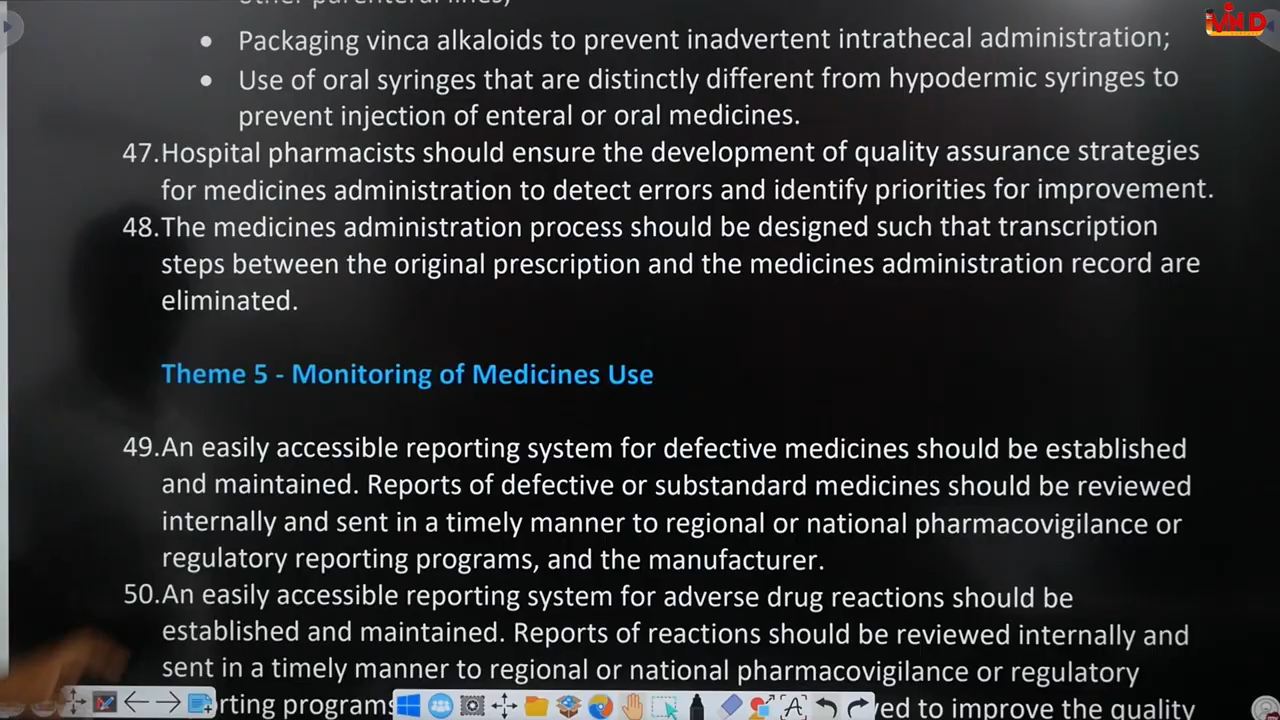 other parenteral lines;
• Packaging vinca alkaloids to prevent inadvertent intrathecal administration;
• Use of oral syringes that are distinctly different from hypodermic syringes to
prevent injection of enteral or oral medicines.
47.Hospital pharmacists should ensure the development of quality assurance strategies
for medicines administration to detect errors and identify priorities for improvement.
48.The medicines administration process should be designed such that transcription
steps between the original prescription and the medicines administration record are
eliminated.
Theme 5 - Monitoring of Medicines Use
49.An easily accessible reporting system for defective medicines should be established
and maintained. Reports of defective or substandard medicines should be reviewed
internally and sent in a timely manner to regional or national pharmacovigilance or
regulatory reporting programs, and the manufacturer.
50.An easily accessible reporting system for adverse drug reactions should be
established and maintained. Reports of reactions should be reviewed internally and
sent in a timely manner to regional or national pharmacovigilance or regulatory
rting programs
ved to improve the quality